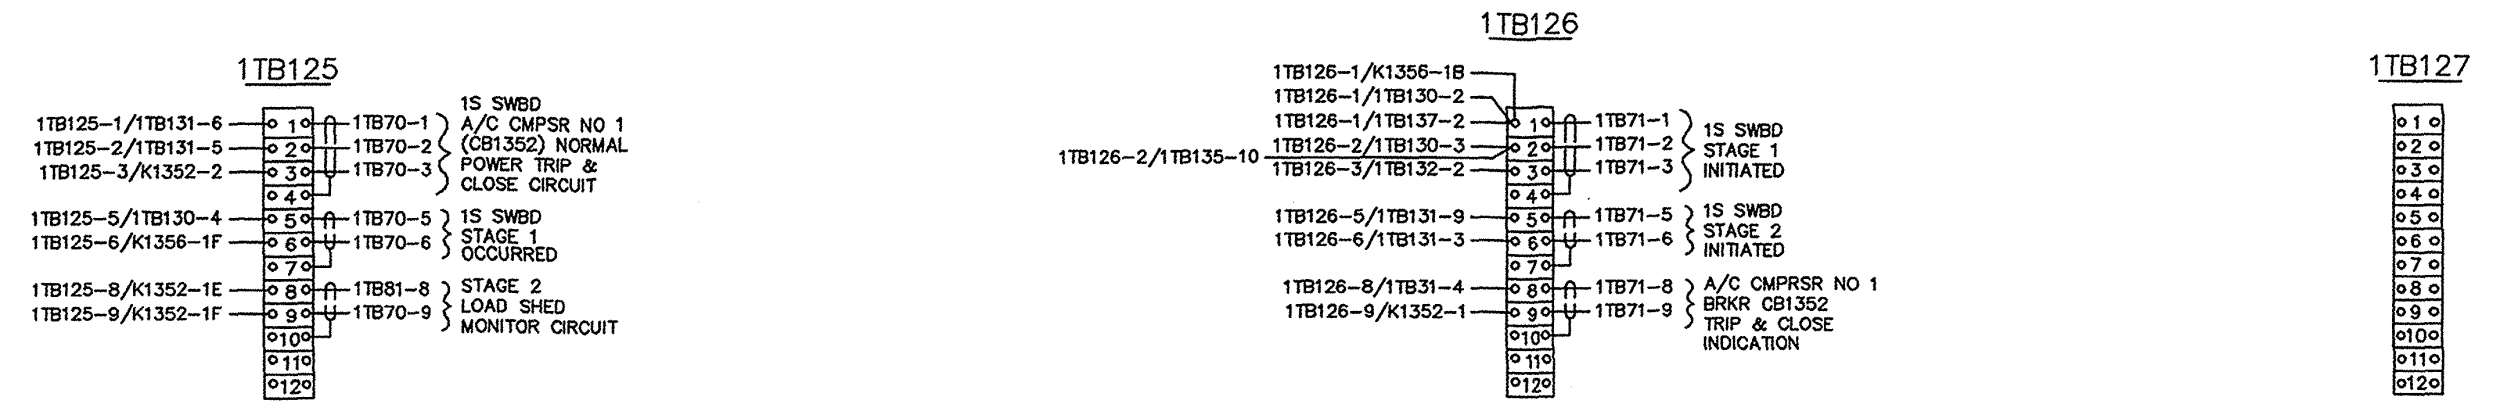 1TB125
1TB125-1/1TB131-6
1TB125-2/1TB131-5
1TB125-3/K1352-2
1TB125-5/1TB130-4
1TB125-6/K1356-1F
1TB125-8/K1352-1E
1TB125-9/K1352-1F
1
2
3
4
5
6
7
8
9
10
11
12
1TB70-1
1TB70-2
1TB70-3
1TB70-5
1TB70-6
1TB81-8
1TB70-9
1S SWBD
A/C CMPSR NO 1
(CB1352) NORMAL
POWER TRIP &
CLOSE CIRCUIT
1S SWBD
STAGE 1
OCCURRED
STAGE 2
LOAD SHED
MONITOR CIRCUIT
1TB126
1TB126-1/K1356-1B
1TB126-1/1TB130-2
1TB126-1/1TB137-2
1TB126-2/1TB130-3
1TB126-2/1TB135-10
1TB126-3/1TB132-2
1TB126-5/1TB131-9
1TB126-6/1TB131-3
1TB126-8/1TB31-4
1TB126-9/K1352-1
1
2
3
4
5
6
7
8
9
10
11
12
1TB71-1
1TB71-2
1TB71-3
1TB71-5
1TB71-6
1TB71-8
1TB71-9
1S SWBD
STAGE 1
INITIATED
1S SWBD
STAGE 2
INITIATED
A/C CMPRSR NO 1
BRKR CB1352
TRIP & CLOSE
INDICATION
1TB127
1
2
3
4
5
6
7
8
9
10
11
12